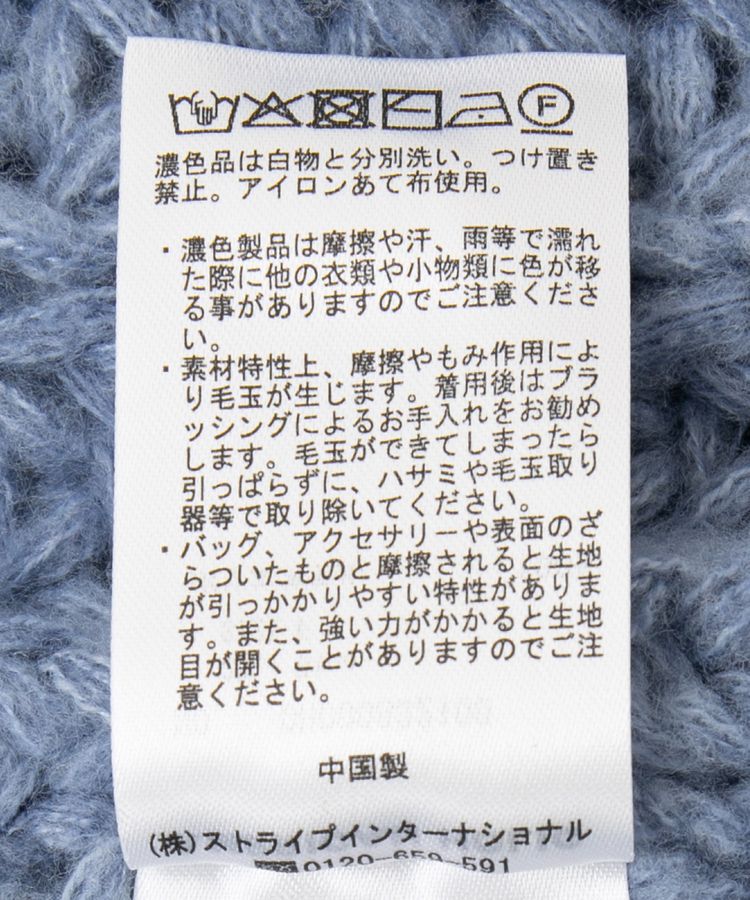 F
濃色品は白物と分別洗い。つけ置き
禁止。アイロンあて布使用。
・濃色製品は摩擦や汗、雨等で濡れ
た際に他の衣類や小物類に色が移
る事がありますのでご注意くださ
い。
・素材特性上、摩擦やもみ作用によ
り毛玉が生じます。着用後はブラ
ッシングによるお手入れをお勧め
します。毛玉ができてしまったら
引っぱらずに、ハサミや毛玉取り
器等で取り除いてください。
・バッグ、アクセサリーや表面のざ
らついたものと摩擦されると生地
が引っかかりやすい特性がありま
す。また、強い力がかかると生地
目が開くことがありますのでご注
意ください。
中国製
(株)ストライプインターナショナル
0120-659-591